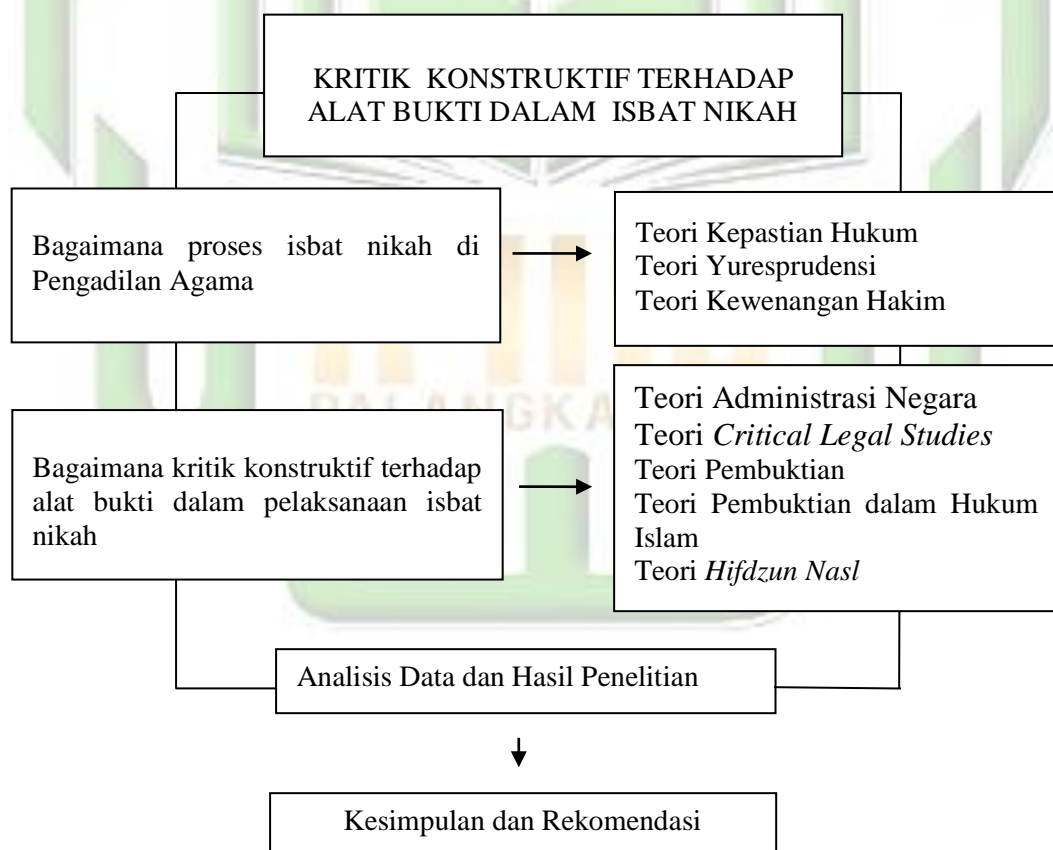 KRITIK KONSTRUKTIF TERHADAP
ALAT BUKTI DALAM ISBAT NIKAH
Bagaimana proses isbat nikah di
Pengadilan Agama
Teori Kepastian Hukum
Teori Yuresprudensi
Teori Kewenangan Hakim
Bagaimana kritik konstruktif terhadap
alat bukti dalam pelaksanaan isbat
nikah
Teori Administrasi Negara
Teori Critical Legal Studies
Teori Pembuktian
Teori Pembuktian dalam Hukum
Islam
Teori Hifdzun Nasl
Analisis Data dan Hasil Penelitian
Kesimpulan dan Rekomendasi